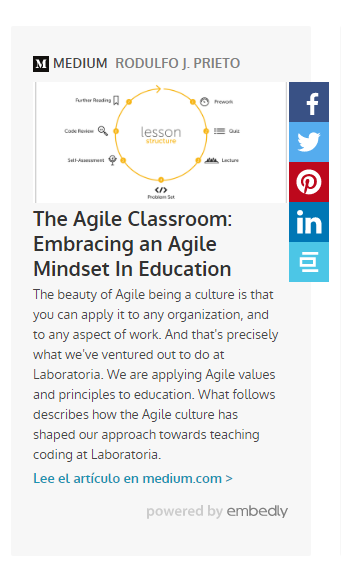 M MEDIUM RODULFO J. PRIETO
Further Reading
Prework
Code Review
lesson
structure
Quiz
Self-Assessment
Lecture
</>
Problem Set
f
in
The Agile Classroom:
Embracing an Agile
Mindset In Education
The beauty of Agile being a culture is that
you can apply it to any organization, and
to any aspect of work. And that's precisely
what we've ventured out to do at
Laboratoria. We are applying Agile values
and principles to education. What follows
describes how the Agile culture has
shaped our approach towards teaching
coding at Laboratoria.
Lee el artículo en medium.com >
powered by embedly